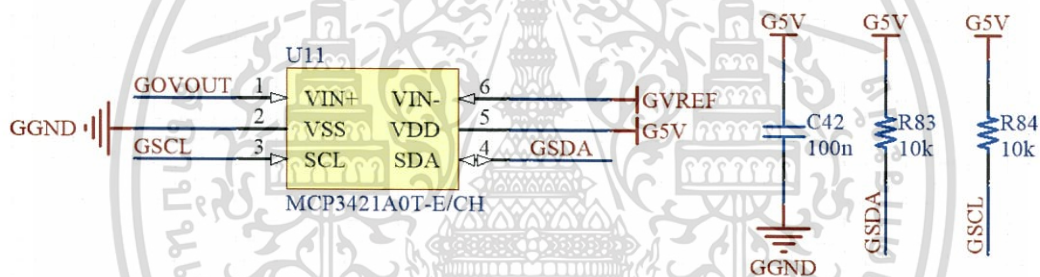 U11
GOVOUT 1 VIN+ VIN- 6 GVREF
GGND 2 VSS VDD 5 G5V
GSCL 3 SCL SDA 4 GSDA
MCP3421A0T-E/CH
G5V G5V G5V
C42 R83 R84
100n 10k 10k
GSDA GSCL
GGND